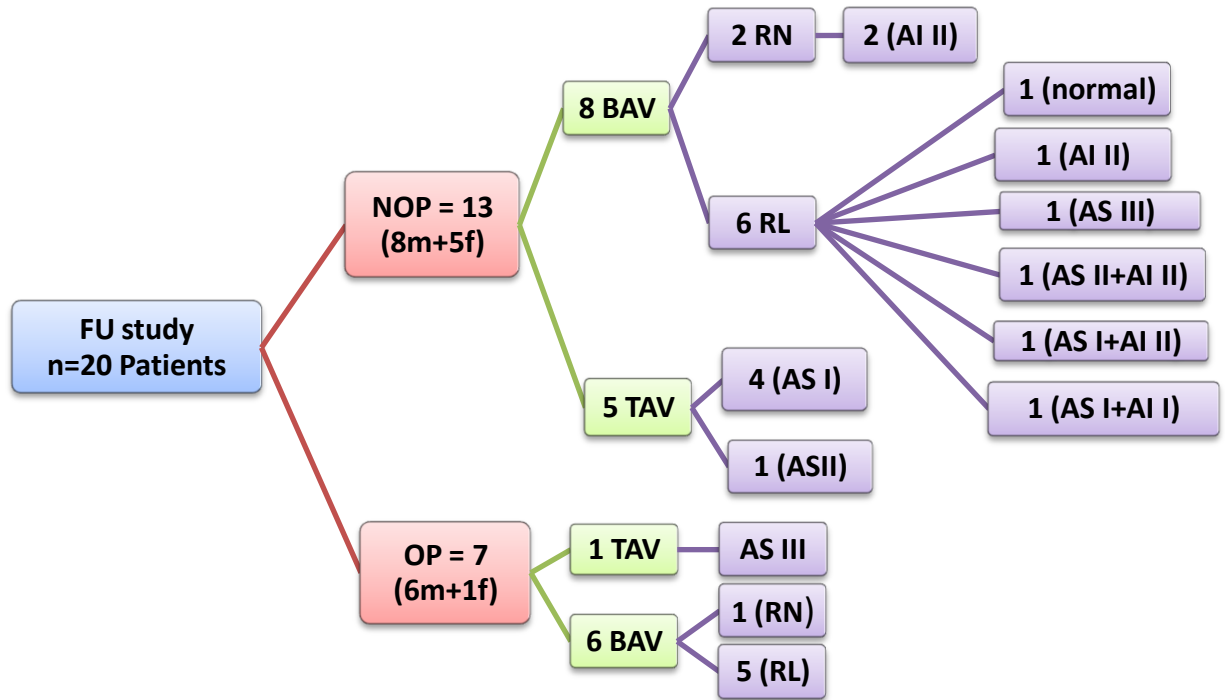 FU study
n=20 Patients
NOP = 13
(8m+5f)
8 BAV
2 RN
2 (AI II)
6 RL
1 (normal)
1 (AI II)
1 (AS III)
1 (AS II+AI II)
1 (AS I+AI II)
1 (AS I+AI I)
5 TAV
4 (AS I)
1 (ASII)
OP = 7
(6m+1f)
1 TAV
AS III
6 BAV
1 (RN)
5 (RL)